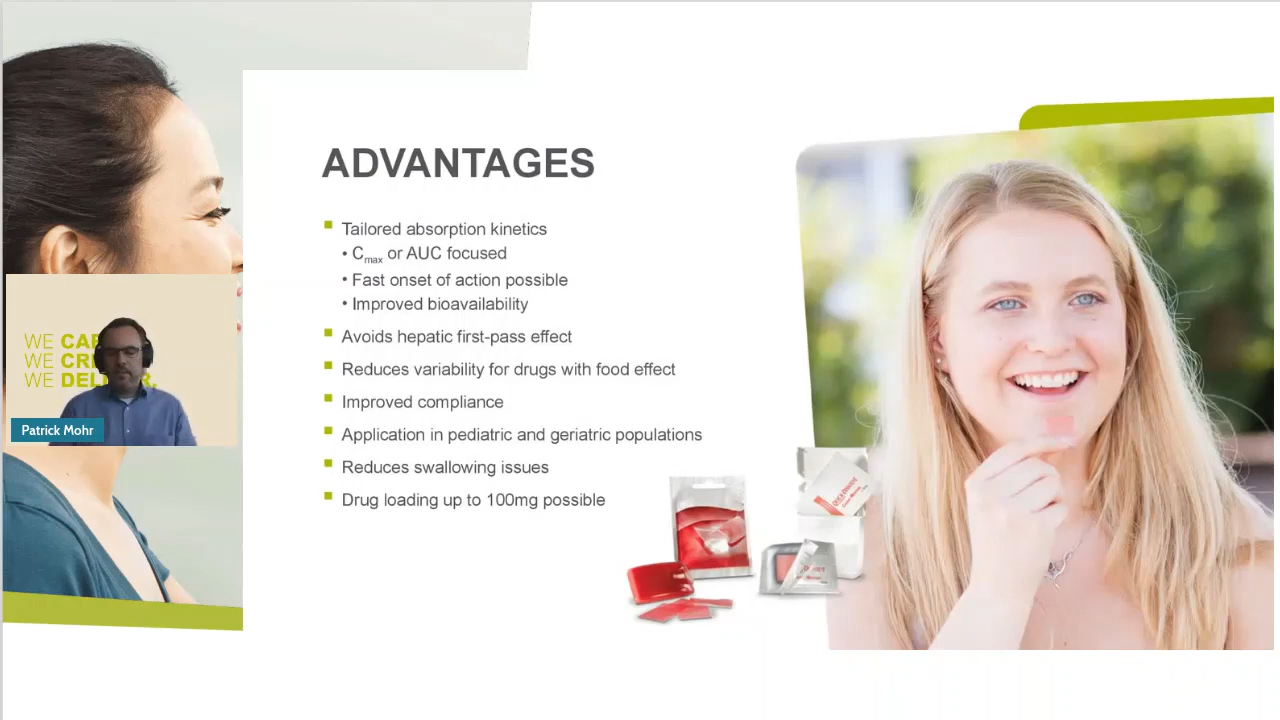 ADVANTAGES
Tailored absorption kinetics
• Cmax or AUC focused
• Fast onset of action possible
• Improved bioavailability
Avoids hepatic first-pass effect
Reduces variability for drugs with food effect
Improved compliance
Application in pediatric and geriatric populations
Reduces swallowing issues
Drug loading up to 100mg possible
WE CA
WE CR
WE DEL R.
Patrick Mohr